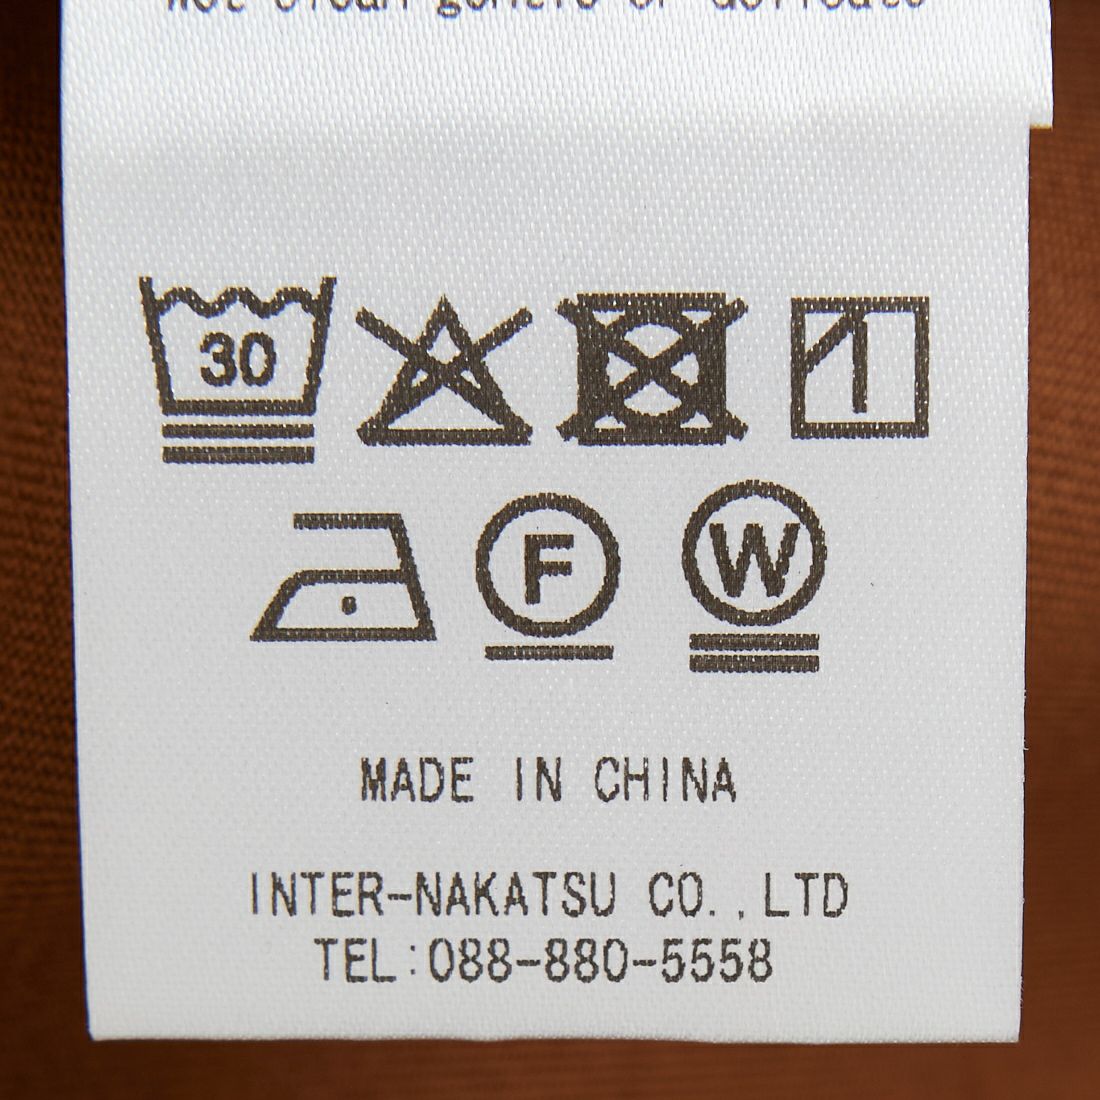 30
F W
MADE IN CHINA
INTER-NAKATSU CO.,LTD
TEL:088-880-5558